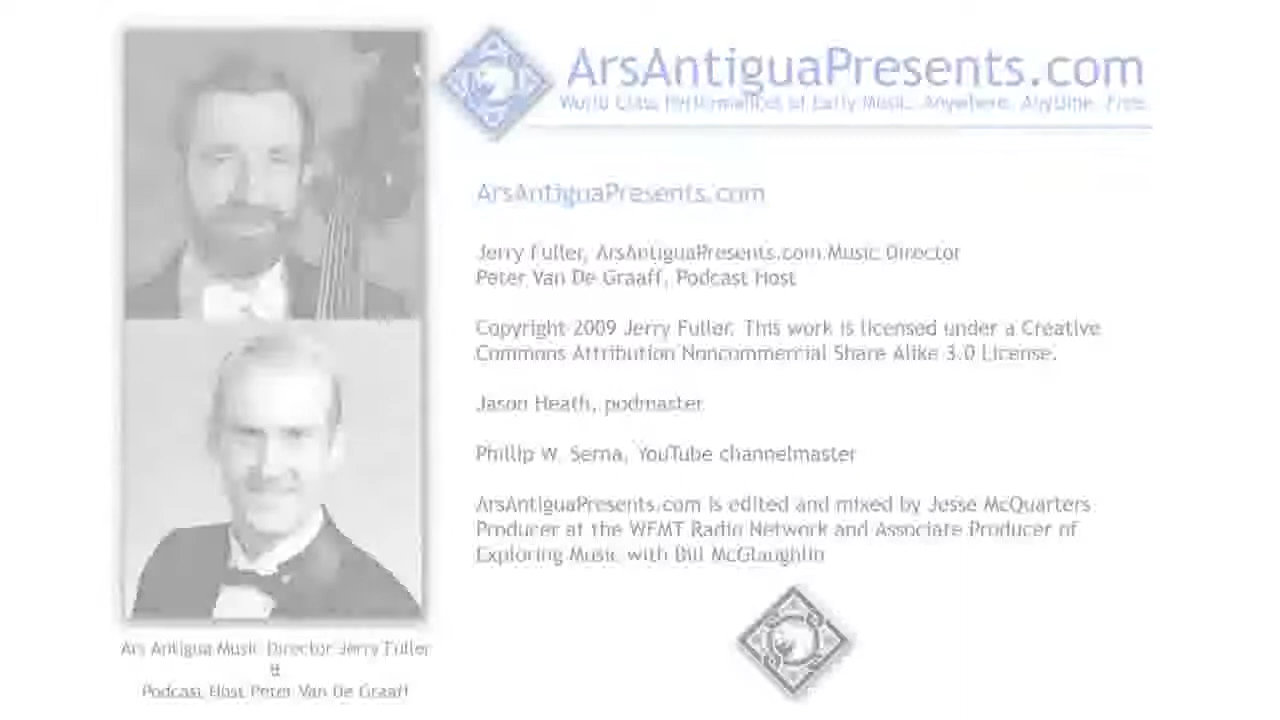 ArsAntiguaPresents.com
World Class Performances of Early Music. Anywhere. Anytime. Free.
ArsAntiguaPresents.com
Jerry Fuller, ArsAntiguaPresents.com Music Director
Peter Van De Graaff, Podcast Host
Copyright 2009 Jerry Fuller. This work is licensed under a Creative
Commons Attribution Noncommercial Share Alike 3.0 License.
Jason Heath, podmaster
Phillip W. Serna, YouTube channelmaster
ArsAntiguaPresents.com is edited and mixed by Jesse McQuarters
Producer at the WFMT Radio Network and Associate Producer of
Exploring Music with Bill McGlaughlin
Ars Antigua Music Director Jerry Fuller
&
Podcast Host Peter Van De Graaff